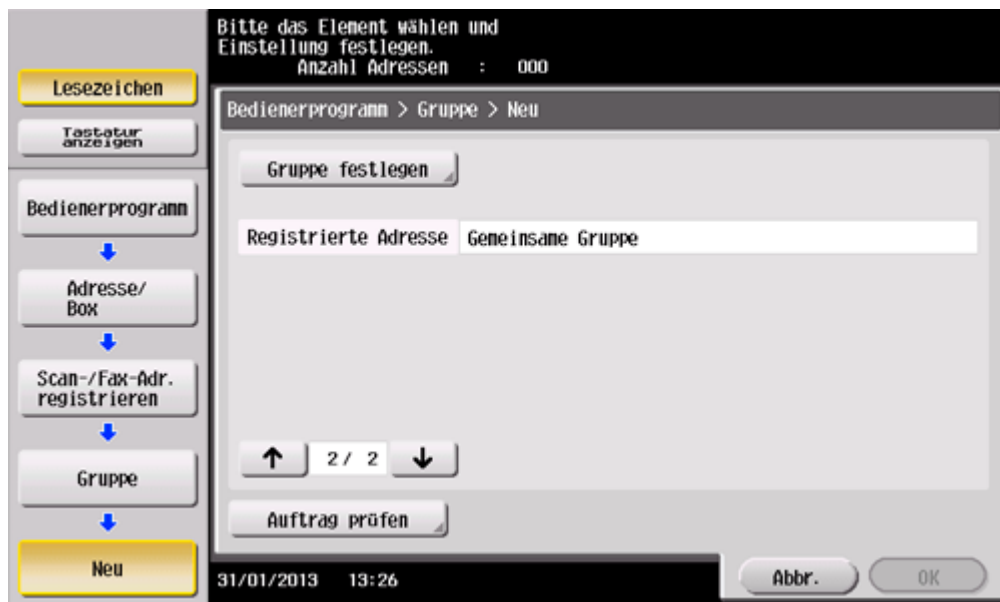 Bitte das Element wählen und
Einstellung festlegen.
Anzahl Adressen : 000
Lesezeichen
Tastatur
anzeigen
Bedienerprogramm
Adresse/
Box
Scan-/Fax-Adr.
registrieren
Gruppe
Neu
Bedienerprogramm > Gruppe > Neu
Gruppe festlegen
Registrierte Adresse Gemeinsame Gruppe
2/ 2
Auftrag prüfen
31/01/2013 13:26
Abbr. OK